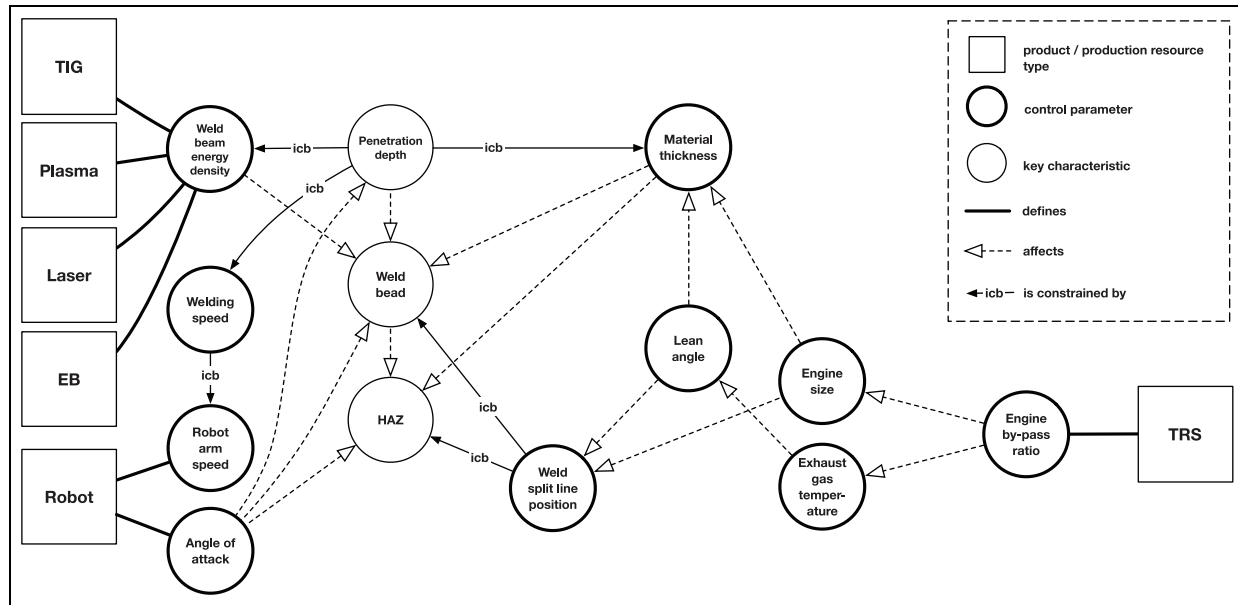 TIG
Plasma
Laser
EB
Robot
Weld
beam
energy
density
icb
Penetration
depth
icb
Material
thickness
icb
Welding
speed
icb
Robot
arm
speed
Angle of
attack
Weld
bead
HAZ
icb
icb
Weld
split line
position
Lean
angle
Engine
size
Exhaust
gas
temper-
ature
Engine
by-pass
ratio
TRS
product / production resource
type
control parameter
key characteristic
defines
affects
icb
is constrained by